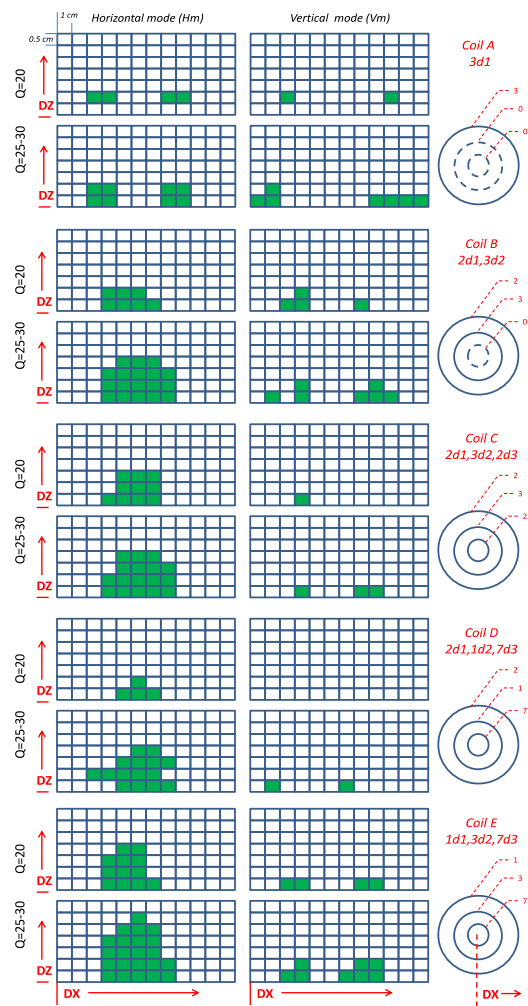 1 cm
Horizontal mode (Hm)
Vertical mode (Vm)
0.5 cm
Q=20
DZ
Q=25-30
DZ
Coil A
3d1
3
0
0
Q=20
DZ
Q=25-30
DZ
Coil B
2d1,3d2
2
3
0
Q=20
DZ
Q=25-30
DZ
Coil C
2d1,3d2,2d3
2
3
2
Q=20
DZ
Q=25-30
DZ
Coil D
2d1,1d2,7d3
2
1
7
Q=20
DZ
Q=25-30
DZ
Coil E
1d1,3d2,7d3
1
3
7
DX
DX
DX